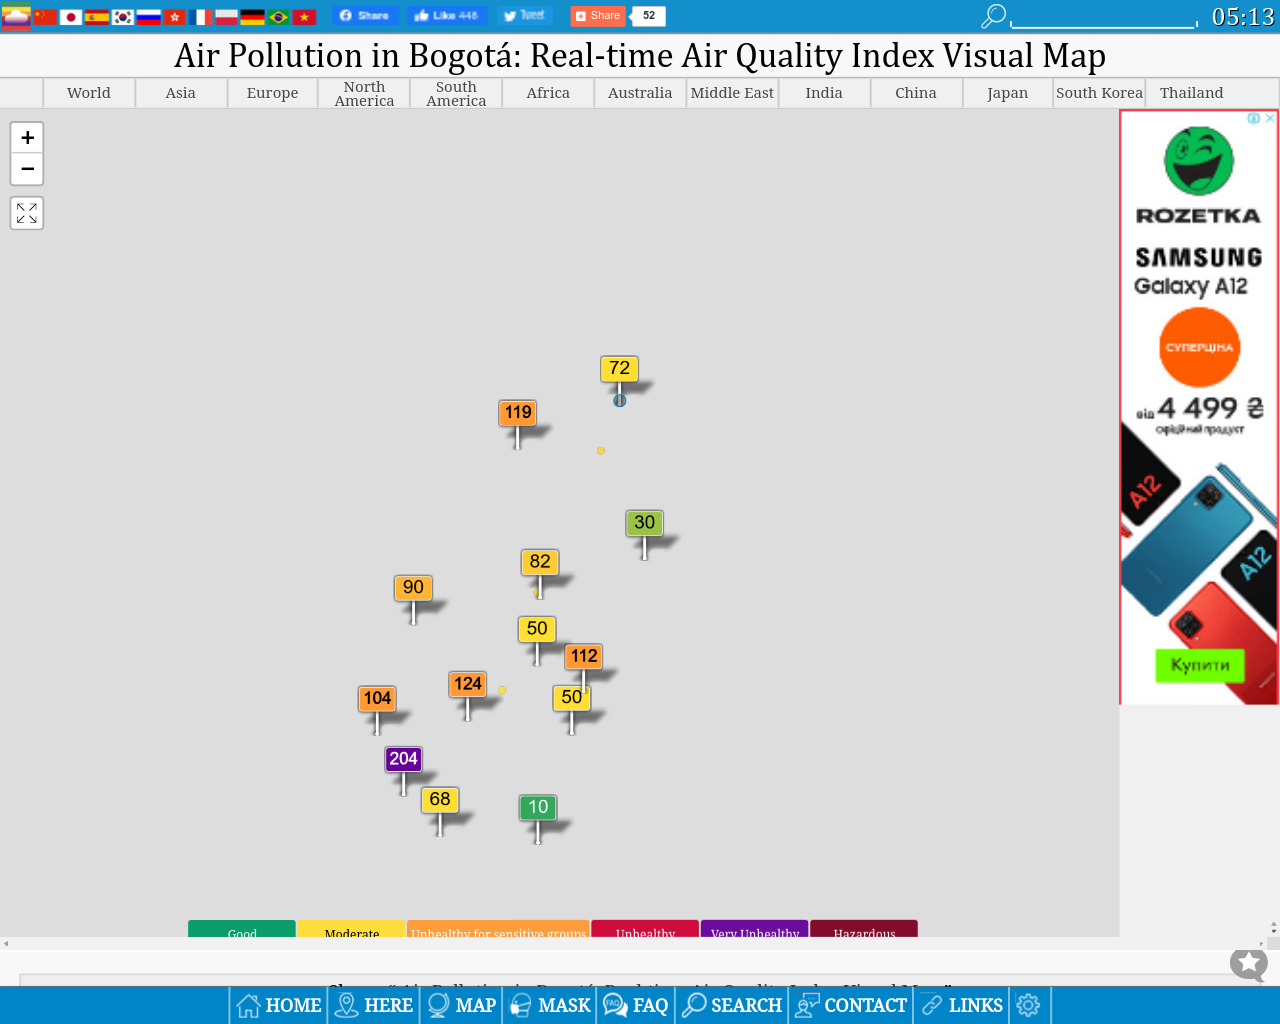 Share
Like 448
Tweet
Share
52
05:13
Air Pollution in Bogotá: Real-time Air Quality Index Visual Map
World
Asia
Europe
North America
South America
Africa
Australia
Middle East
India
China
Japan
South Korea
Thailand
+
−
ROZETKA
SAMSUNG
Galaxy A12
СУПЕРЦІНА
від 4 499 ₴
офіційний продукт
A12
A12
Купити
72
119
30
82
90
50
112
124
104
50
204
68
10
Good
Moderate
Unhealthy for sensitive groups
Unhealthy
Very Unhealthy
Hazardous
HOME
HERE
MAP
MASK
FAQ
FAQ
SEARCH
CONTACT
LINKS